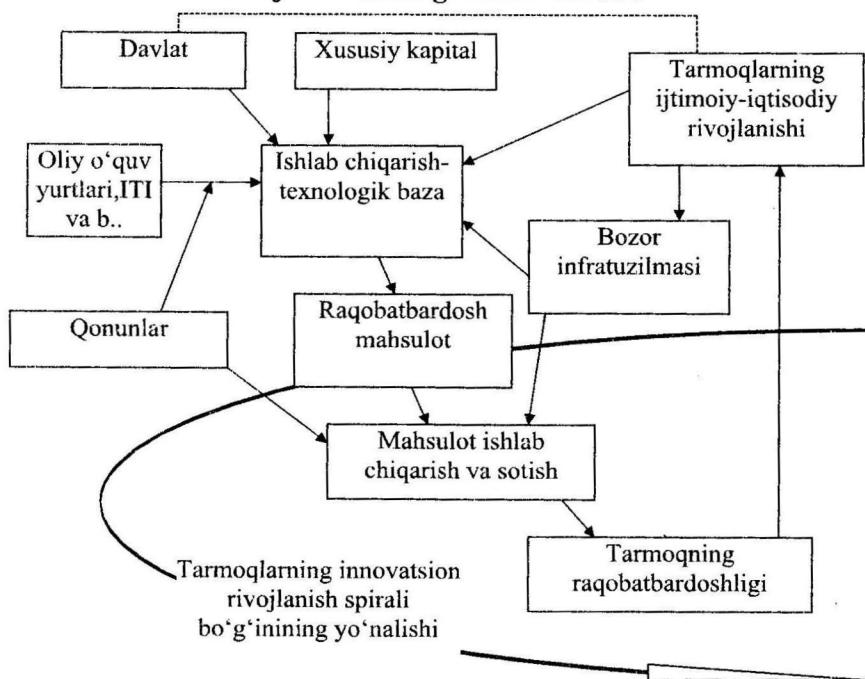 Davlat
Xususiy kapital
Tarmoqlarning
ijtimoiy-iqtisodiy
rivojlanishi
Oliy o‘quv
yurtlari,ITI
va b..
Ishlab chiqarish-
texnologik baza
Bozor
infratuzilmasi
Qonunlar
Raqobatbardosh
mahsulot
Mahsulot ishlab
chiqarish va sotish
Tarmoqning
raqobatbardoshligi
Tarmoqlarning innovatsion
rivojlanish spirali
bo‘g‘inining yo‘nalishi